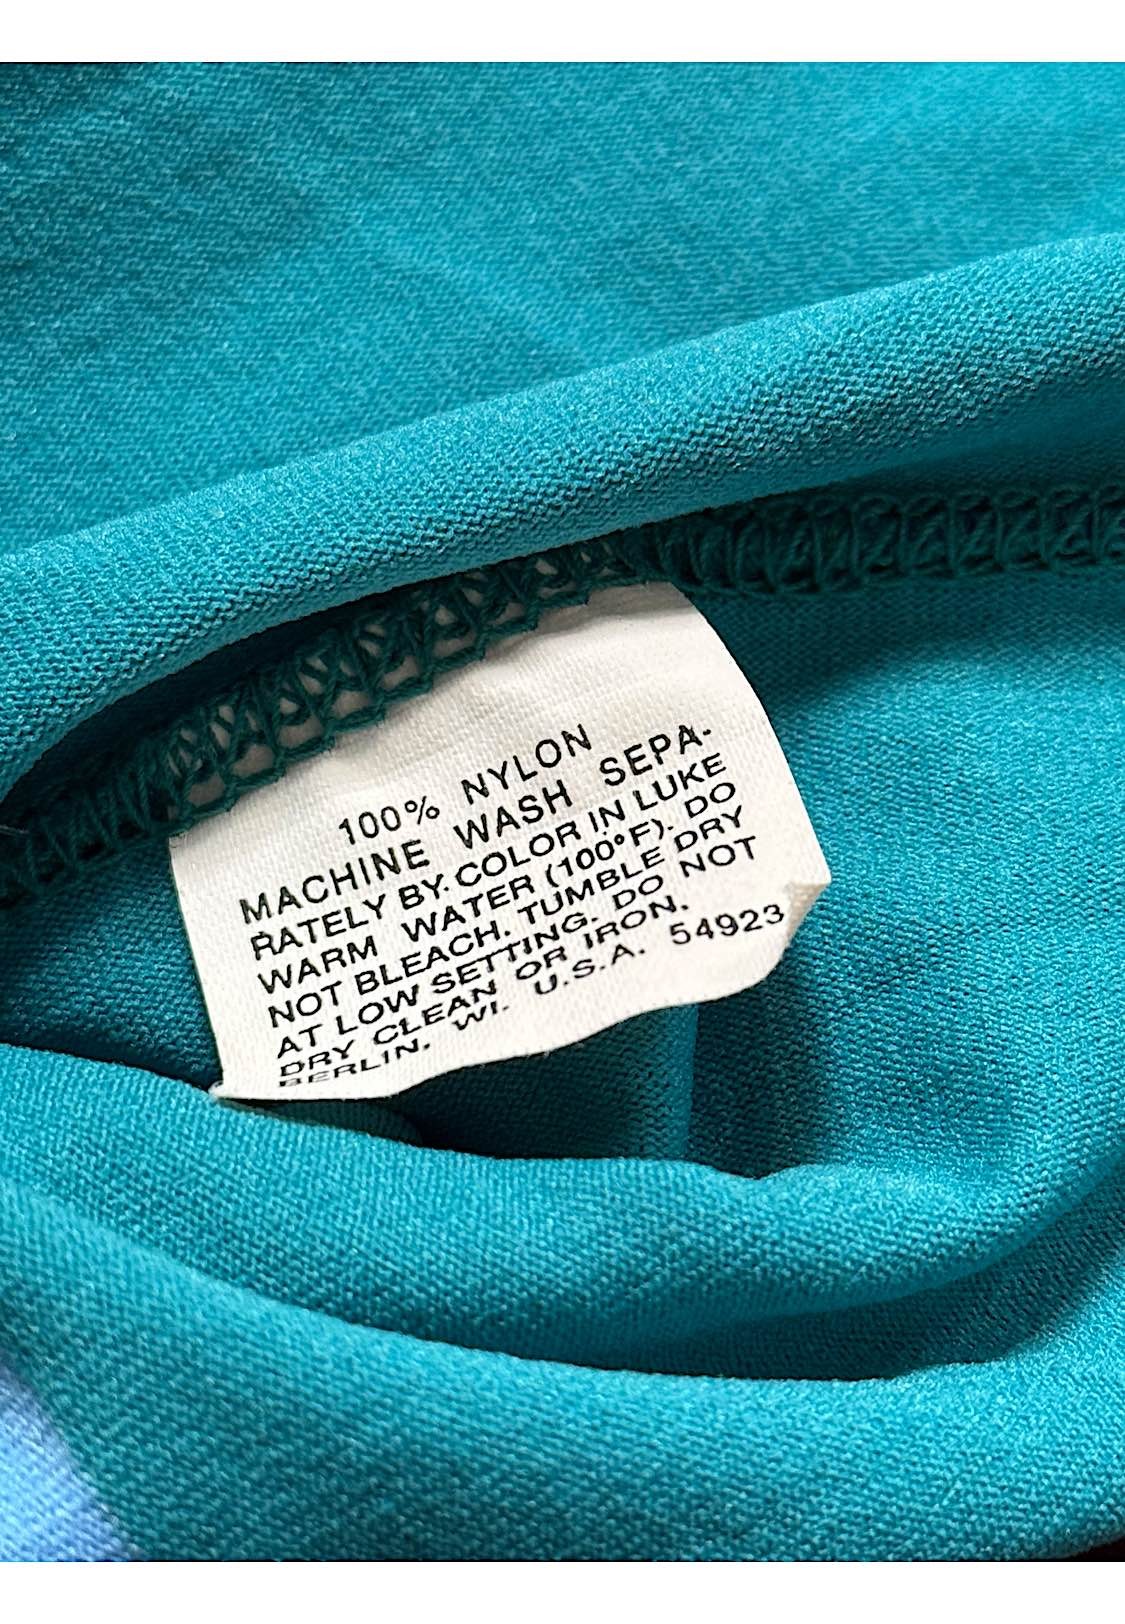 100% NYLON
MACHINE WASH SEPA-
RATELY BY. COLOR IN LUKE
WARM WATER (100°F). DO
NOT BLEACH. TUMBLE DRY
AT LOW SETTING. DO NOT
DRY CLEAN OR IRON.
BERLIN. WI. U.S.A. 54923